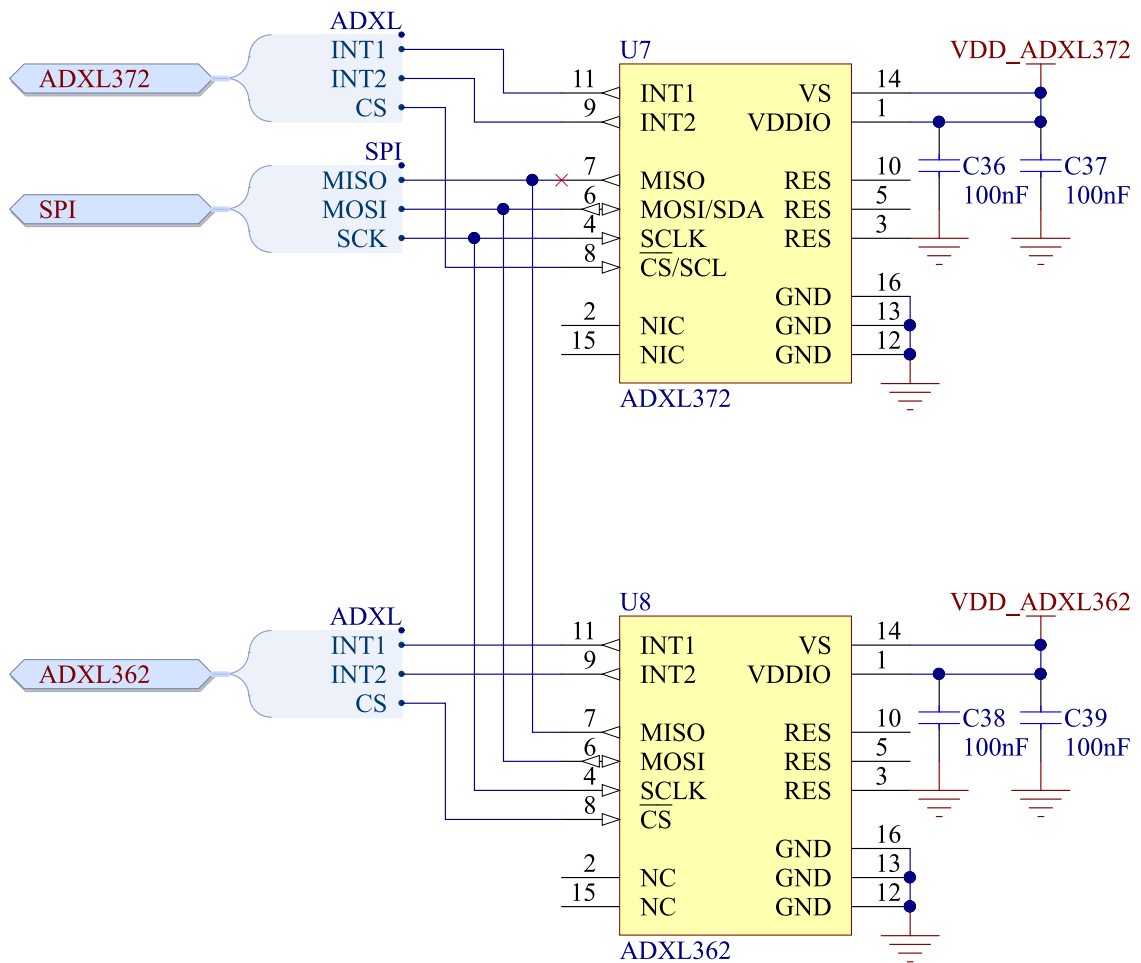 ADXL
INT1
INT2
CS
ADXL372
SPI
MISO
MOSI
SCK
SPI
U7
11 INT1
9 INT2
7 MISO
6 MOSI/SDA
4 SCLK
8 CS/SCL
2 NIC
15 NIC
VS 14
VDDIO 1
RES 10
RES 5
RES 3
GND 16
GND 13
GND 12
ADXL372
VDD_ADXL372
C36
100nF
C37
100nF
ADXL
INT1
INT2
CS
ADXL362
U8
11 INT1
9 INT2
7 MISO
6 MOSI
4 SCLK
8 CS
2 NC
15 NC
VS 14
VDDIO 1
RES 10
RES 5
RES 3
GND 16
GND 13
GND 12
ADXL362
VDD_ADXL362
C38
100nF
C39
100nF